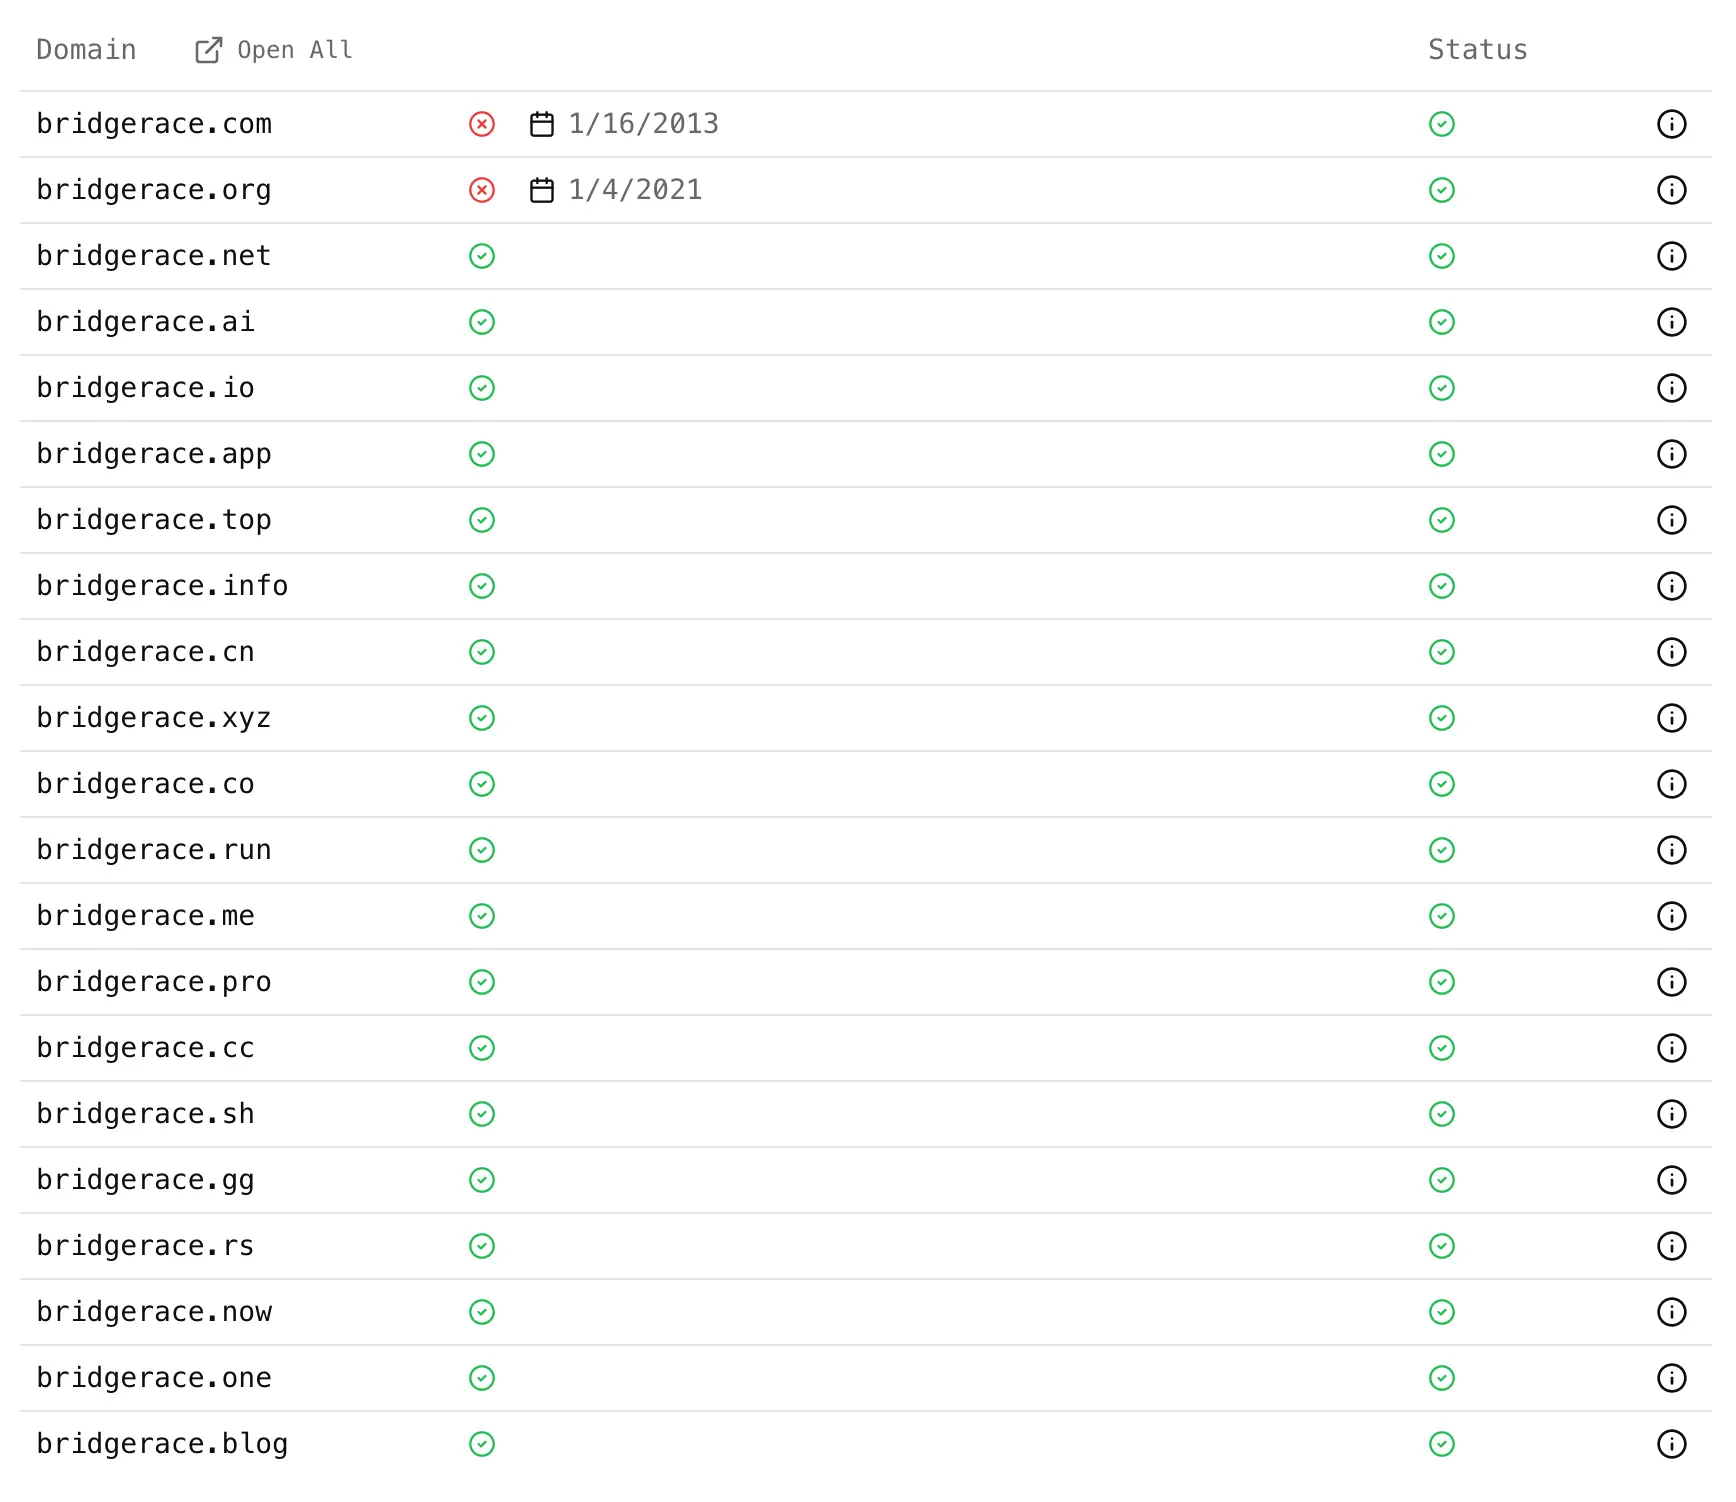 Domain Open All Status
bridgerace.com 1/16/2013
bridgerace.org 1/4/2021
bridgerace.net
bridgerace.ai
bridgerace.io
bridgerace.app
bridgerace.top
bridgerace.info
bridgerace.cn
bridgerace.xyz
bridgerace.co
bridgerace.run
bridgerace.me
bridgerace.pro
bridgerace.cc
bridgerace.sh
bridgerace.gg
bridgerace.rs
bridgerace.now
bridgerace.one
bridgerace.blog